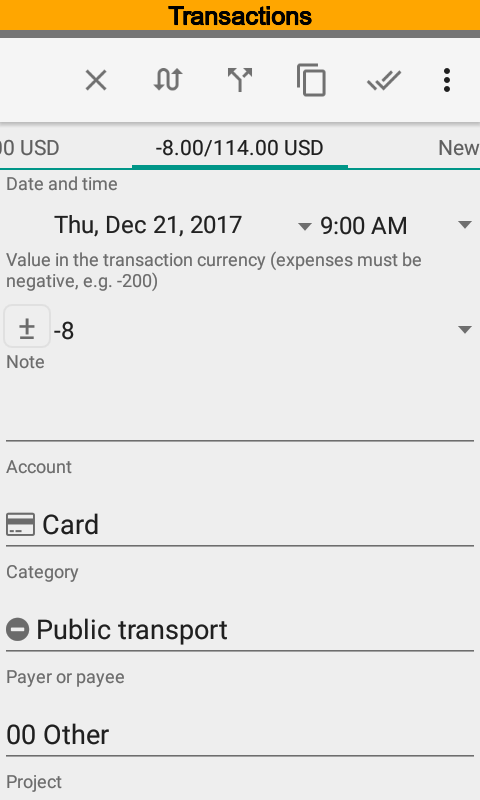 Transactions
00 USD
-8.00/114.00 USD
New
Date and time
Thu, Dec 21, 2017
9:00 AM
Value in the transaction currency (expenses must be
negative, e.g. -200)
± -8
Note
Account
Card
Category
Public transport
Payer or payee
00 Other
Project